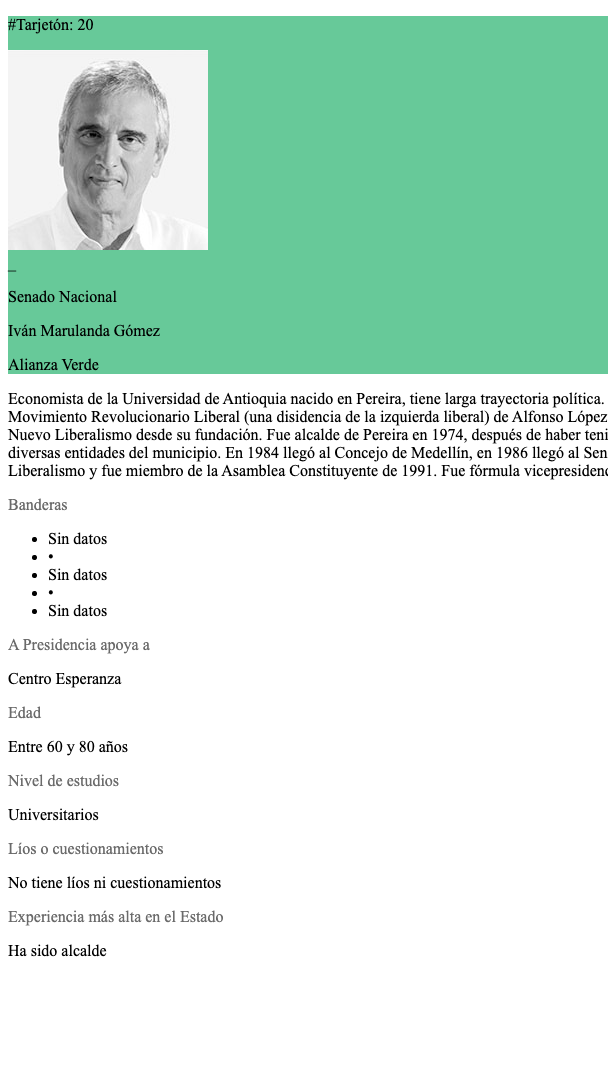 #Tarjetón: 20
_
Senado Nacional
Iván Marulanda Gómez
Alianza Verde
Economista de la Universidad de Antioquia nacido en Pereira, tiene larga trayectoria política.
Movimiento Revolucionario Liberal (una disidencia de la izquierda liberal) de Alfonso López
Nuevo Liberalismo desde su fundación. Fue alcalde de Pereira en 1974, después de haber teni
diversas entidades del municipio. En 1984 llegó al Concejo de Medellín, en 1986 llegó al Sen
Liberalismo y fue miembro de la Asamblea Constituyente de 1991. Fue fórmula vicepresidenc
Banderas
• Sin datos
• •
• Sin datos
• •
• Sin datos
A Presidencia apoya a
Centro Esperanza
Edad
Entre 60 y 80 años
Nivel de estudios
Universitarios
Líos o cuestionamientos
No tiene líos ni cuestionamientos
Experiencia más alta en el Estado
Ha sido alcalde